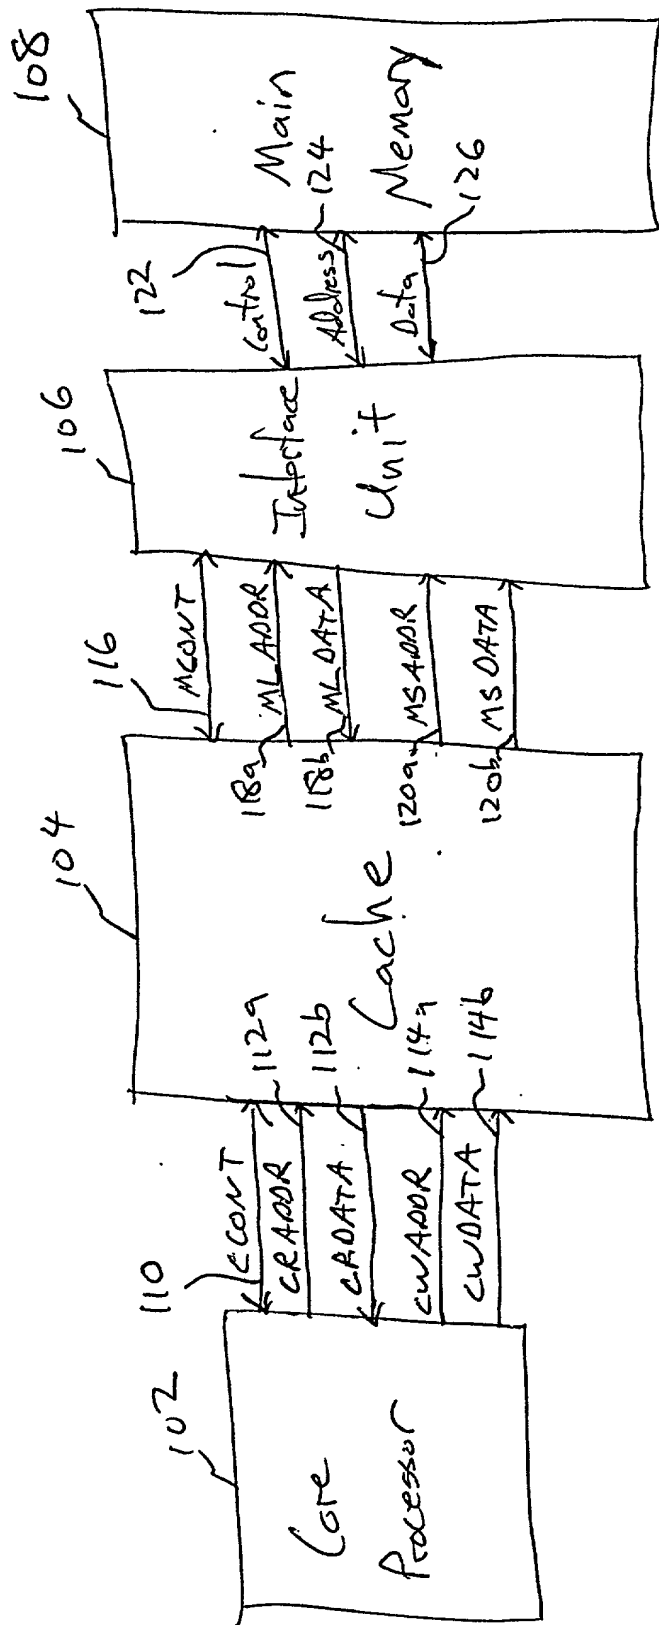 102
Core
Processor
110
CCONT
CRADDR
CRDATA
CWADDR
CWDATA
112a
112b
114a
114b
104
Cache
116
MCONT
118a MLADDR
118b MLDATA
120a MSADDR
120b MSDATA
106
Interface
Unit
122
Control
Address
Data
124
126
108
Main
Memory